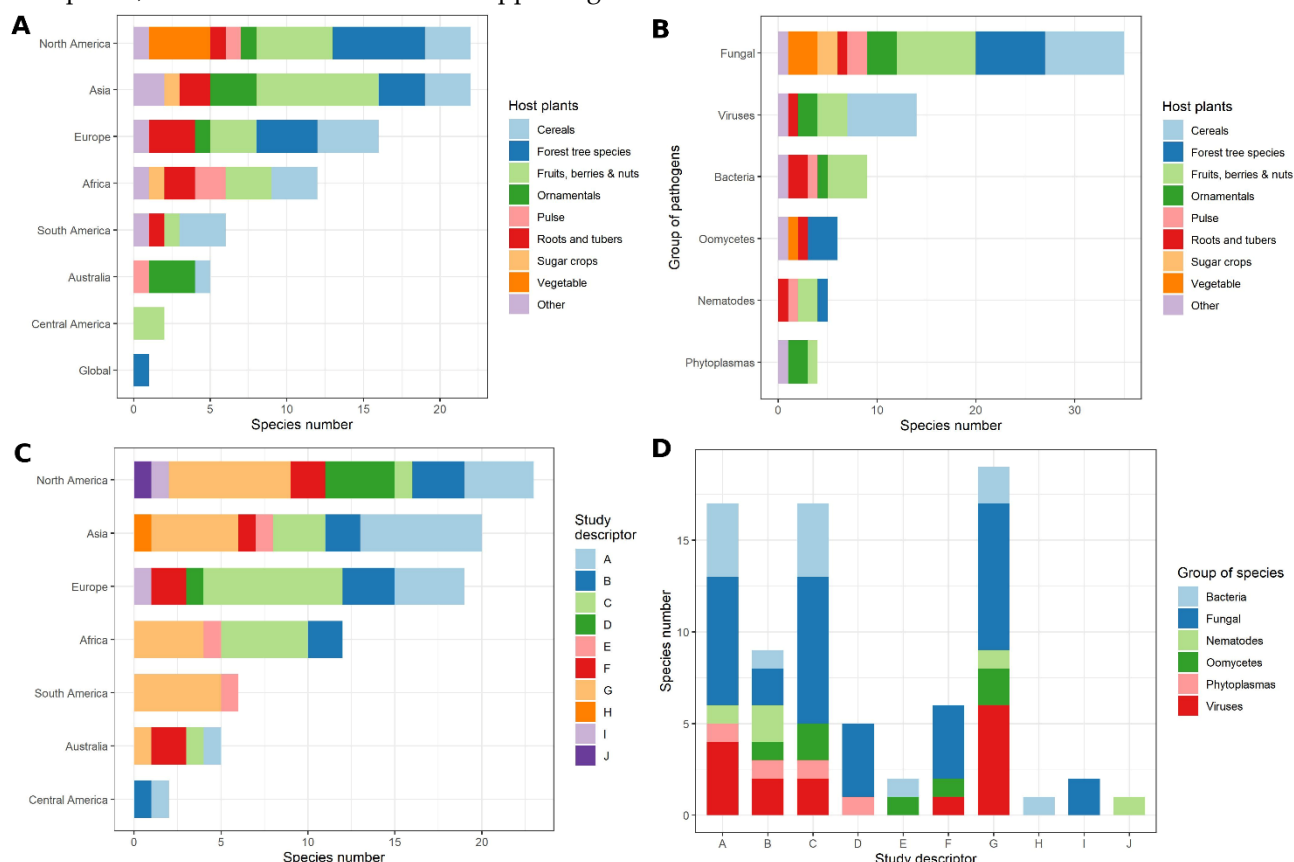 A
North America
Asia
Europe
Africa
South America
Australia
Central America
Global
0
5
10
15
20
Species number
Host plants
Cereals
Forest tree species
Fruits, berries & nuts
Ornamentals
Pulse
Roots and tubers
Sugar crops
Vegetable
Other
B
Group of pathogens
Fungal
Viruses
Bacteria
Oomycetes
Nematodes
Phytoplasmas
0
10
20
30
Species number
Host plants
Cereals
Forest tree species
Fruits, berries & nuts
Ornamentals
Pulse
Roots and tubers
Sugar crops
Vegetable
Other
C
North America
Asia
Europe
Africa
South America
Australia
Central America
0
5
10
15
20
Species number
Study
descriptor
A
B
C
D
E
F
G
H
I
J
D
Species number
15
10
5
0
A
B
C
D
E
F
G
H
I
J
Study descriptor
Group of species
Bacteria
Fungal
Nematodes
Oomycetes
Phytoplasmas
Viruses